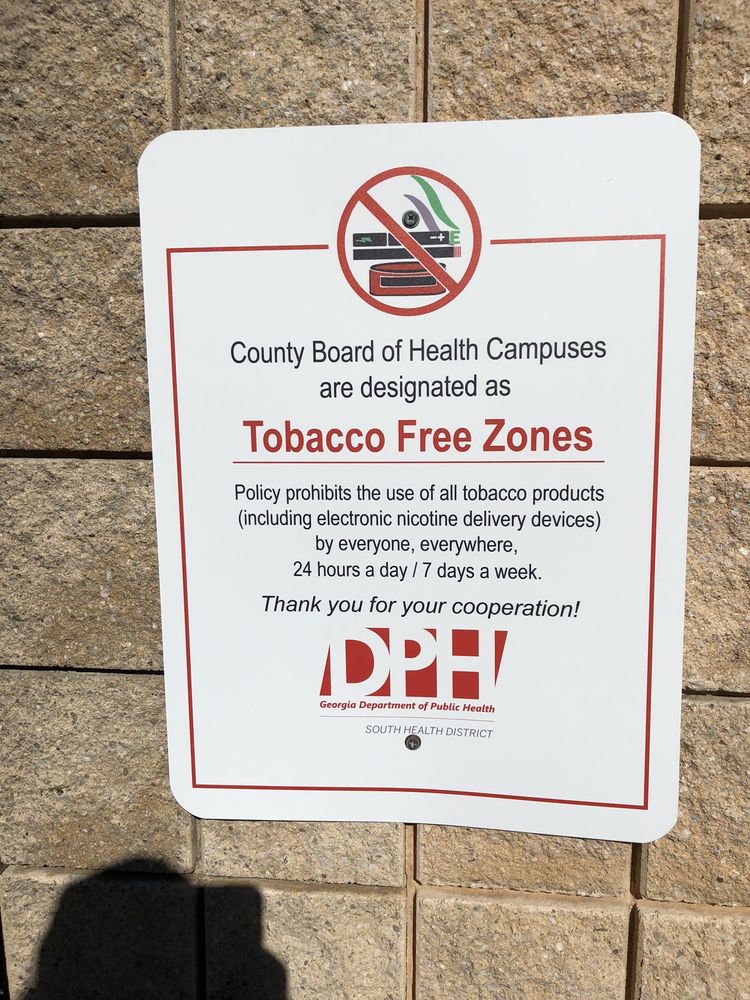 County Board of Health Campuses
are designated as
Tobacco Free Zones
Policy prohibits the use of all tobacco products
(including electronic nicotine delivery devices)
by everyone, everywhere,
24 hours a day / 7 days a week.
Thank you for your cooperation!
DPH
Georgia Department of Public Health
SOUTH HEALTH DISTRICT